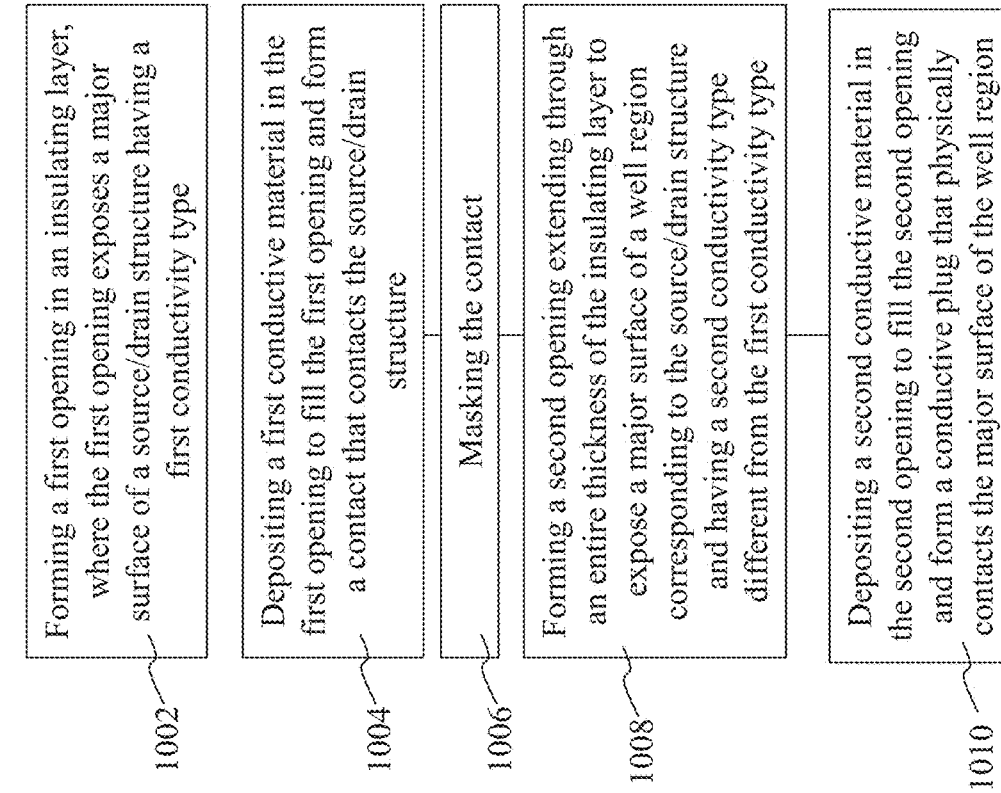 Forming a first opening in an insulating layer,
where the first opening exposes a major
surface of a source/drain structure having a
first conductivity type
1002
Depositing a first conductive material in the
first opening to fill the first opening and form
a contact that contacts the source/drain
structure
1004
Masking the contact
1006
Forming a second opening extending through
an entire thickness of the insulating layer to
expose a major surface of a well region
corresponding to the source/drain structure
and having a second conductivity type
different from the first conductivity type
1008
Depositing a second conductive material in
the second opening to fill the second opening
and form a conductive plug that physically
contacts the major surface of the well region
1010